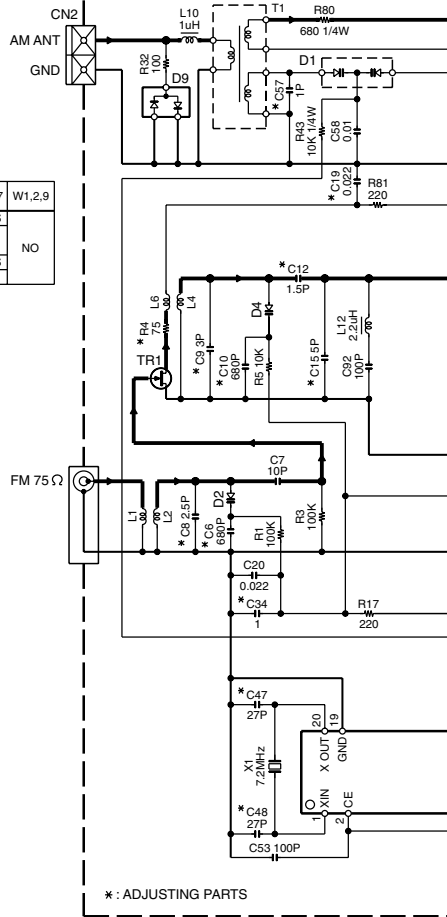 CN2
AM ANT
GND
L10
1uH
T1
R80
680 1/4W
R32
100
D9
* C57
1P
D1
R43
10K 1/4W
C58
0.01
7 W1,2,9
NO
* C19
0.022
R81
220
* C12
1.5P
L6
L4
* R4
75
TR1
* C9 3P
* C10
680P
D4
R5 10K
* C15 5P
L12
2.2uH
C92
100P
FM 75Ω
C7
10P
L1
L2
* C8 2.5P
* C6
680P
D2
R1
100K
R3
100K
C20
0.022
* C34
1
R17
220
* C47
27P
X1
7.2MHz
20
19
X OUT
GND
XIN
CE
1
2
* C48
27P
C53 100P
* : ADJUSTING PARTS